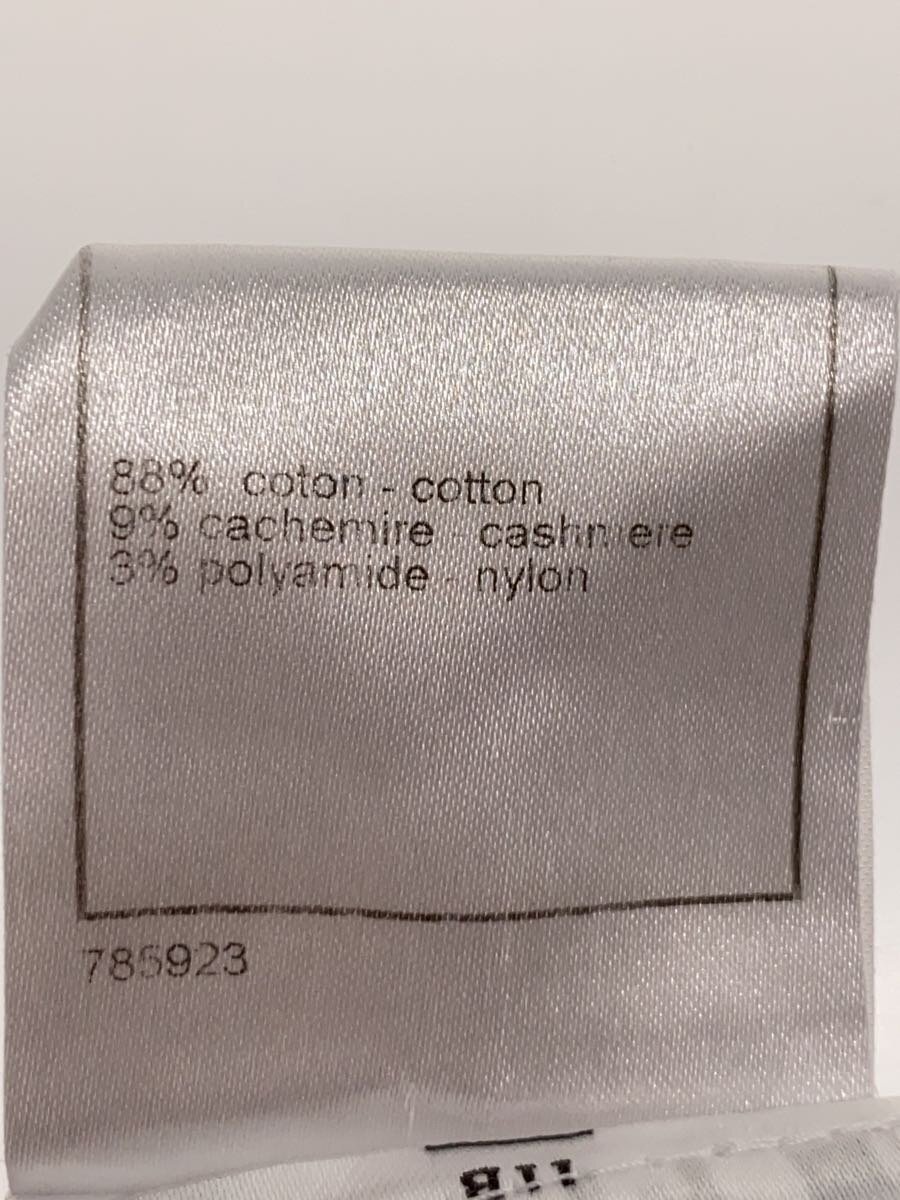 88% coton - cotton
9% cachemire - cashmere
3% polyamide - nylon
785923